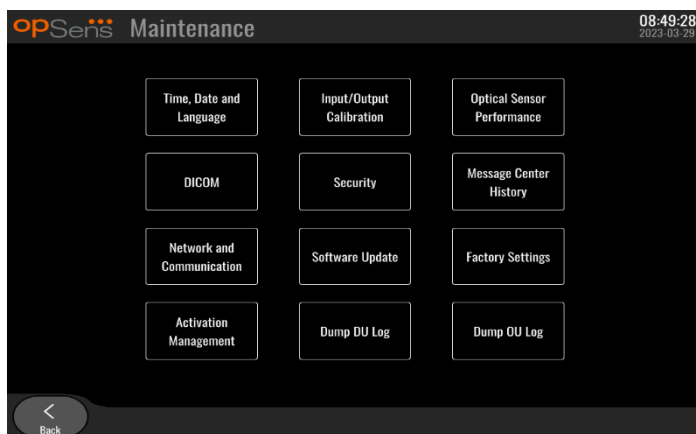 opSens Maintenance
08:49:28
2023-03-29
Time, Date and
Language
Input/Output
Calibration
Optical Sensor
Performance
DICOM
Security
Message Center
History
Network and
Communication
Software Update
Factory Settings
Activation
Management
Dump DU Log
Dump OU Log
Back